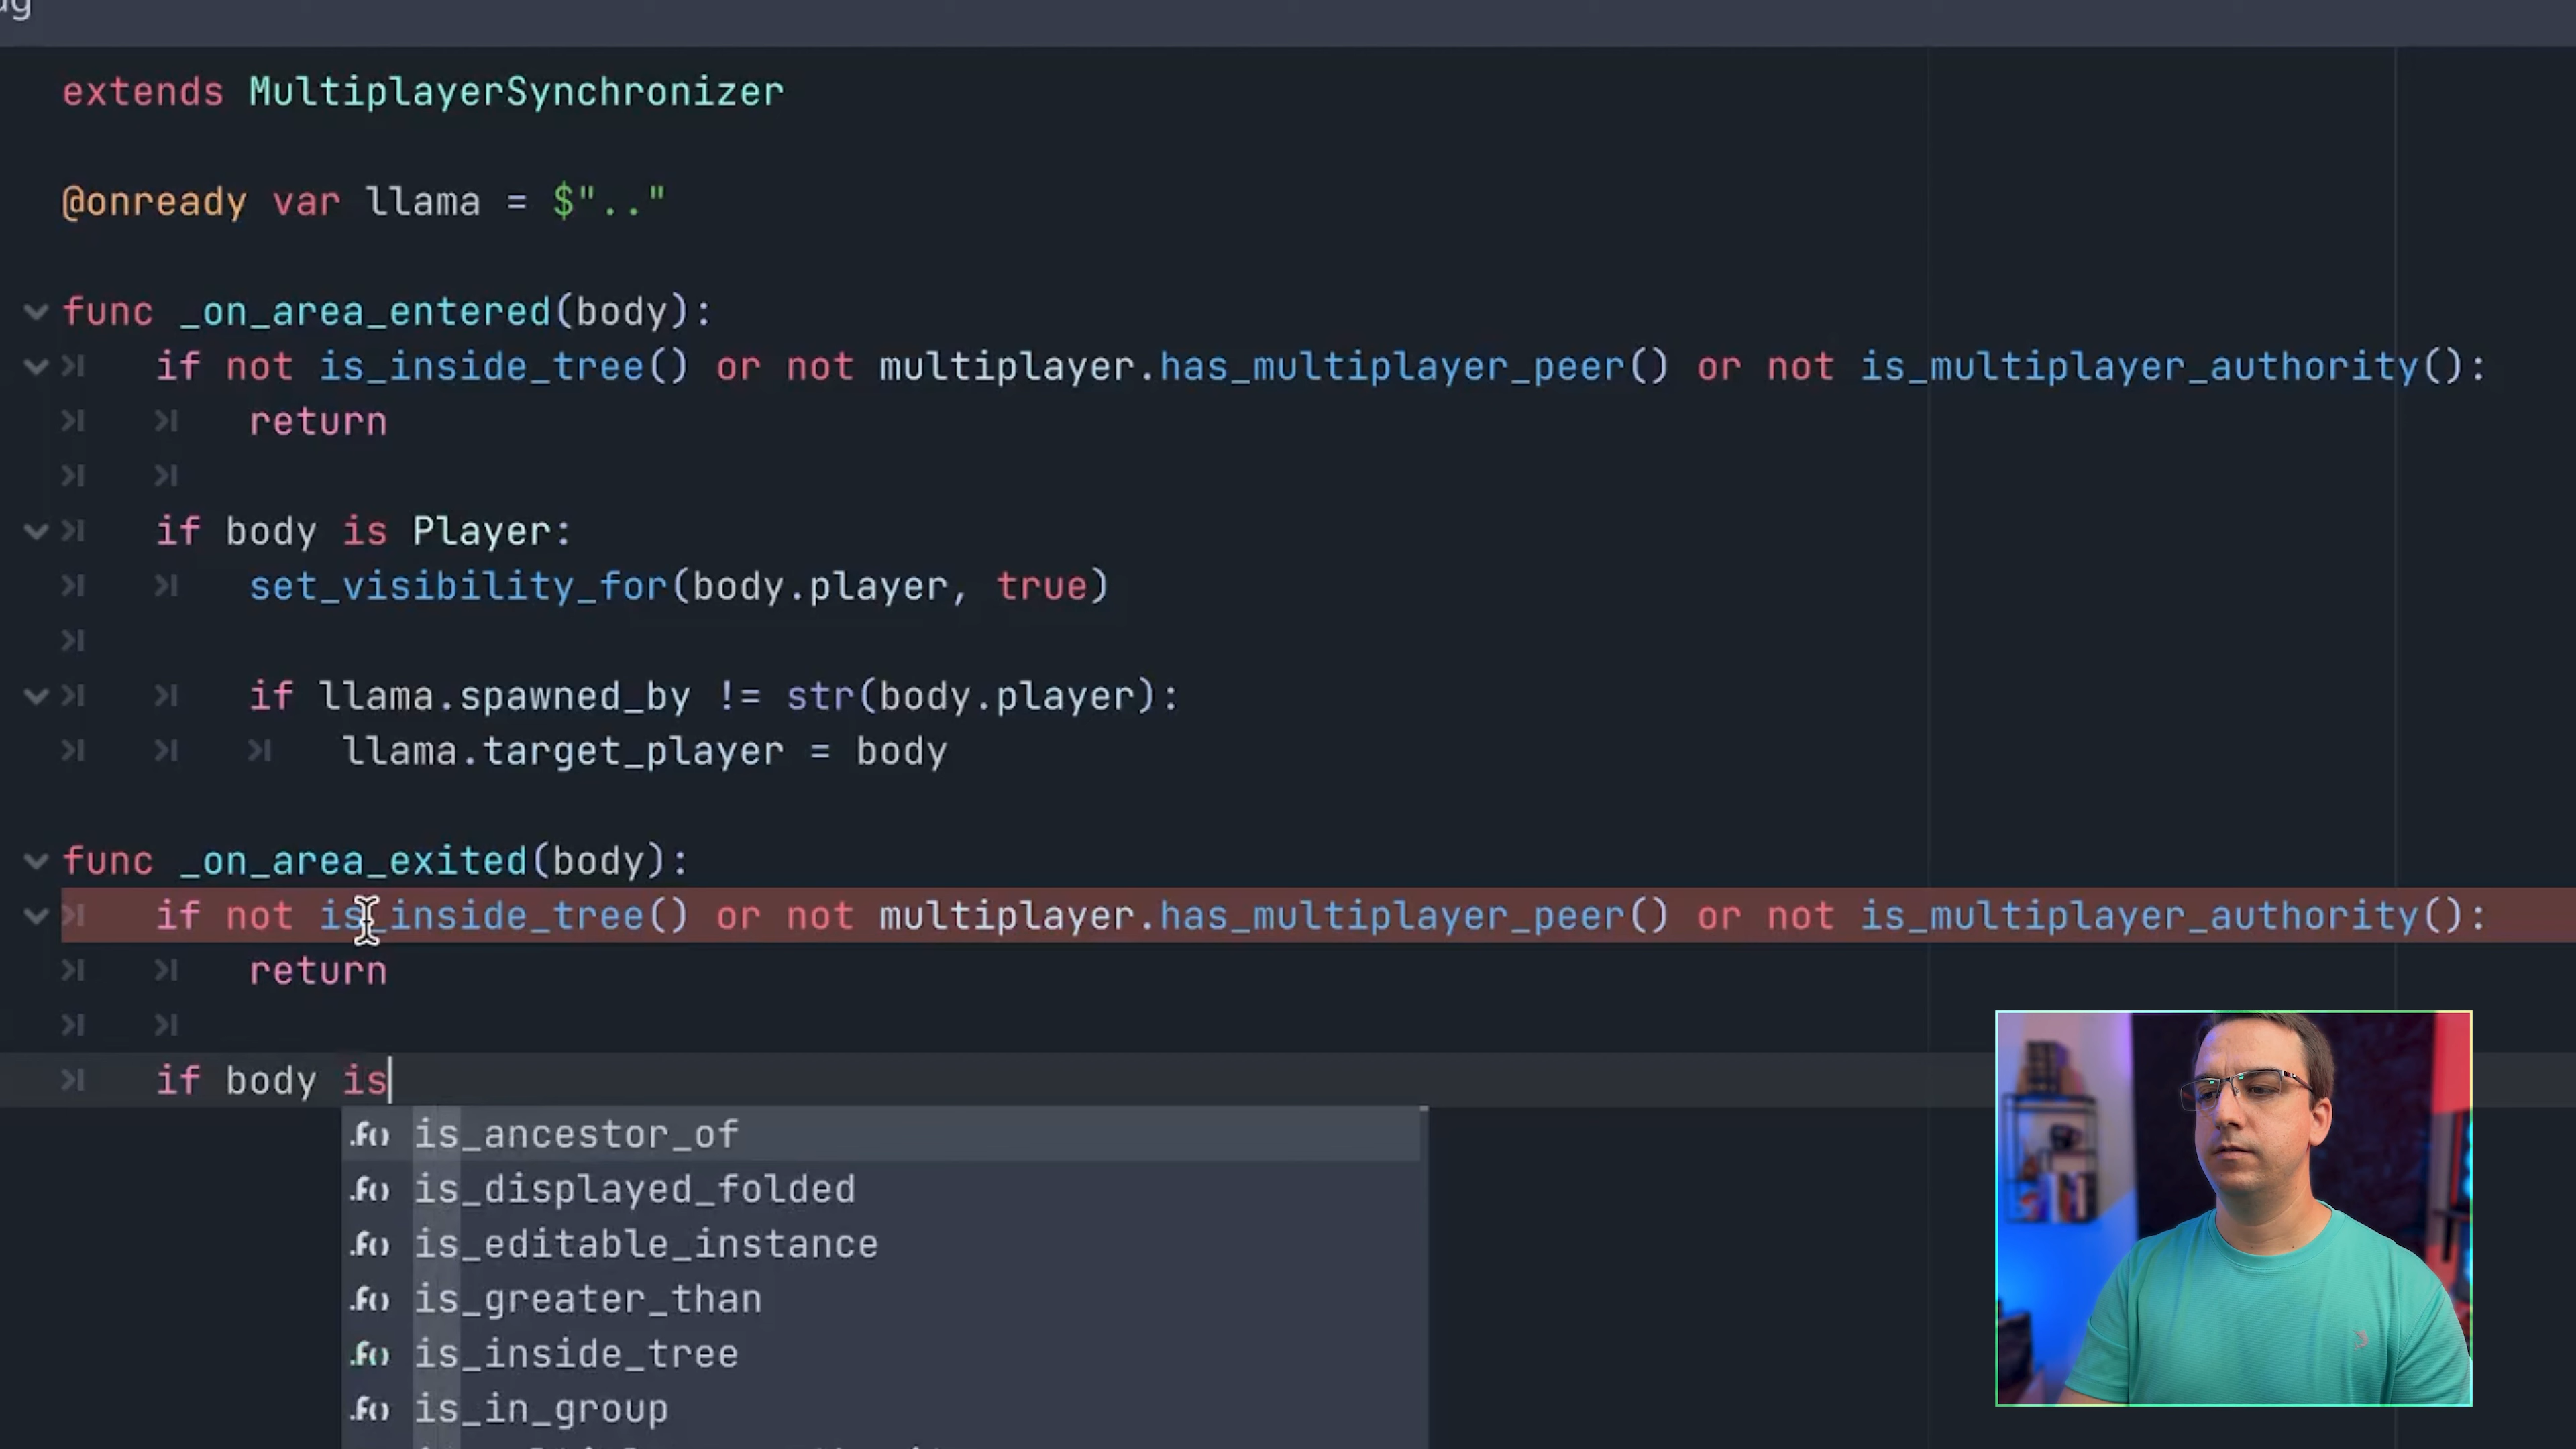 extends MultiplayerSynchronizer
@onready var llama = $".."
func _on_area_entered(body):
if not is_inside_tree() or not multiplayer.has_multiplayer_peer() or not is_multiplayer_authority():
return
if body is Player:
set_visibility_for(body.player, true)
if llama.spawned_by != str(body.player):
llama.target_player = body
func _on_area_exited(body):
if not is_inside_tree() or not multiplayer.has_multiplayer_peer() or not is_multiplayer_authority():
return
if body is
is_ancestor_of
is_displayed_folded
is_editable_instance
is_greater_than
is_inside_tree
is_in_group